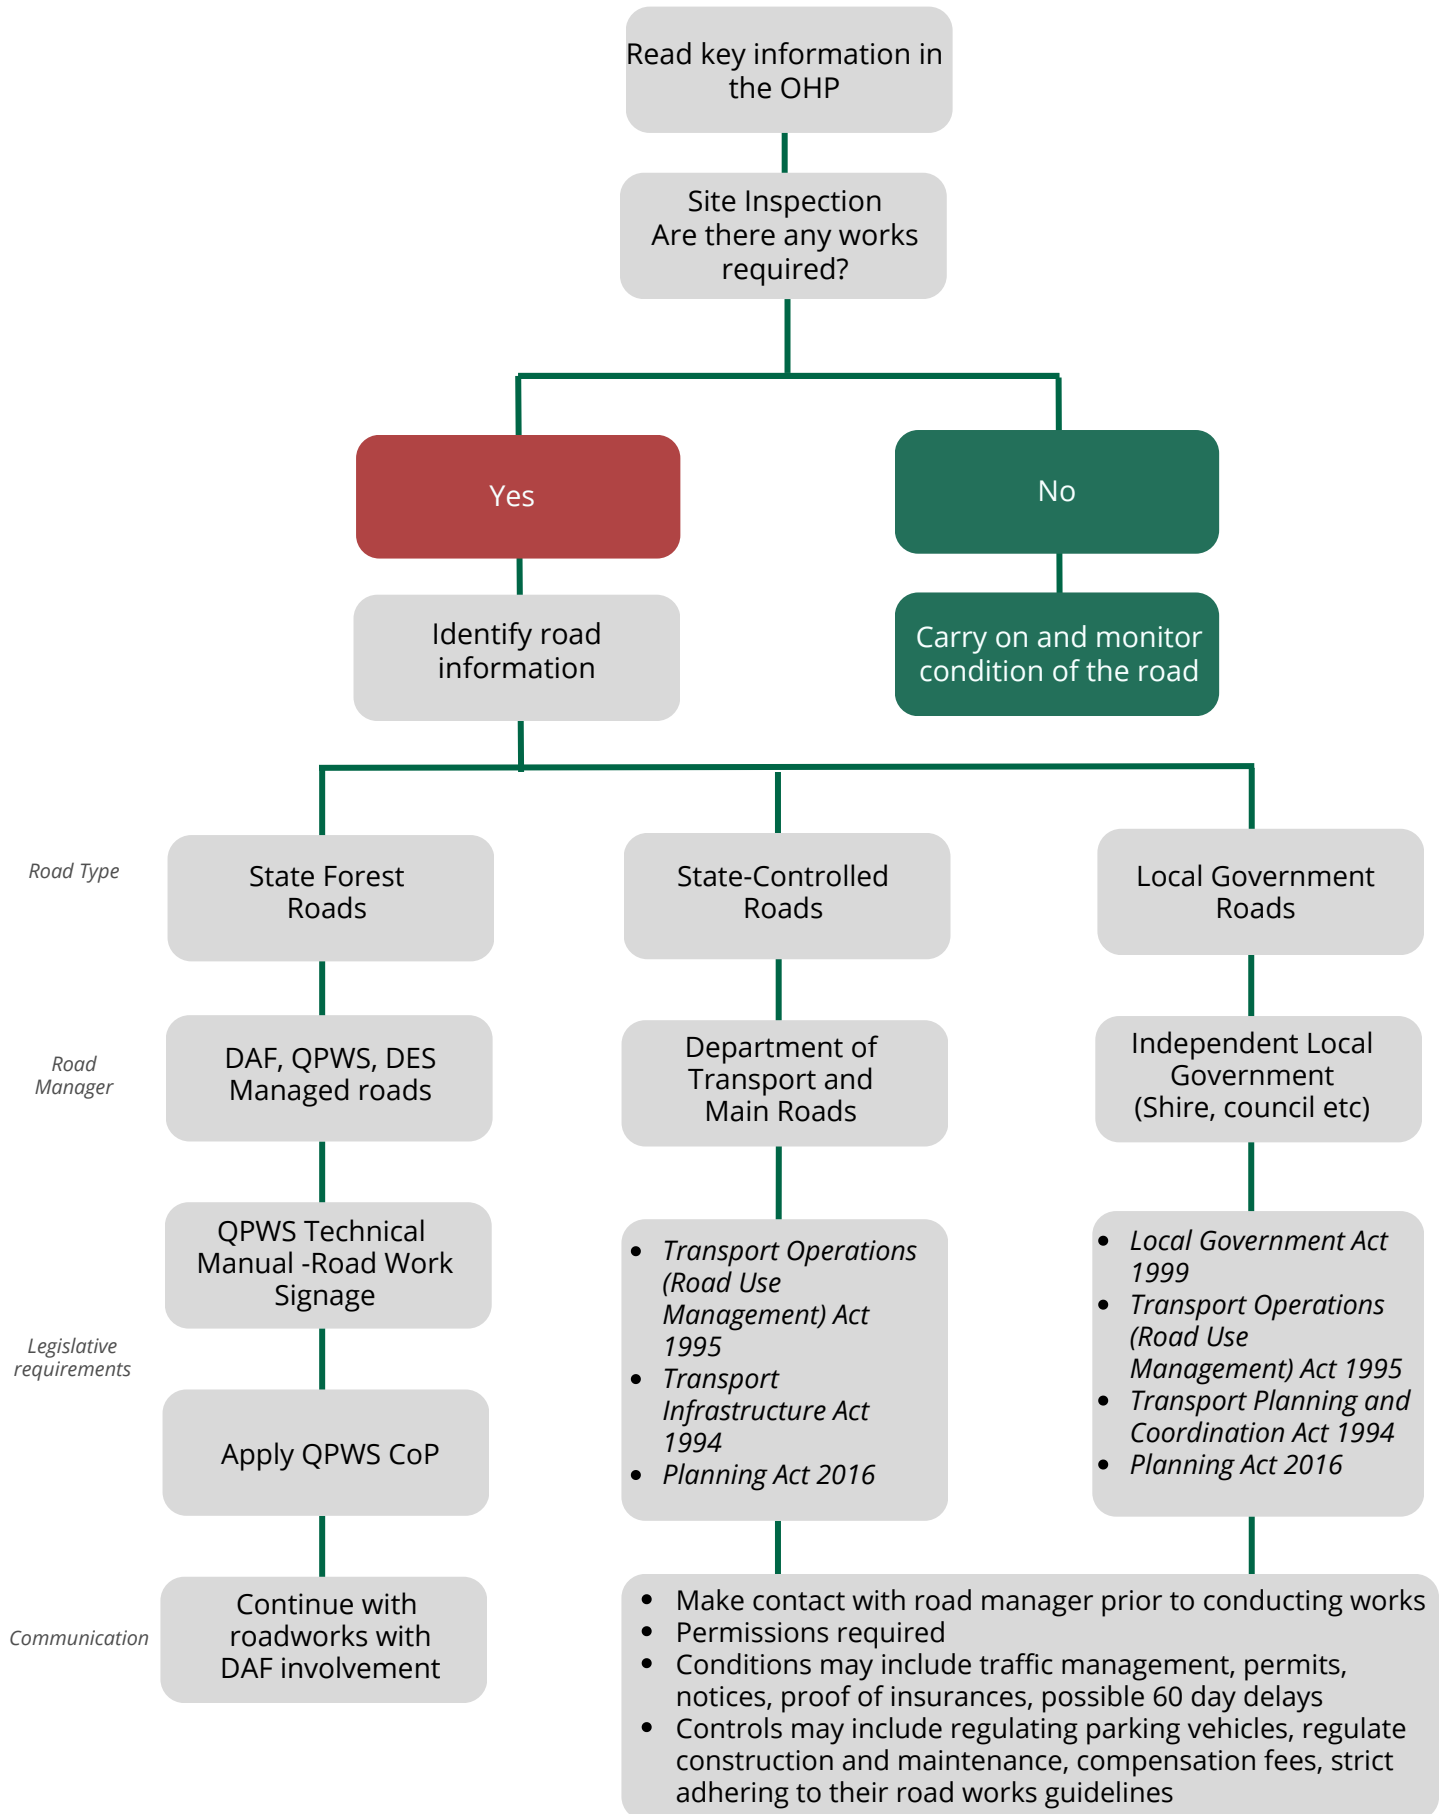 Read key information in
the OHP
Site Inspection
Are there any works
required?
Yes
No
Identify road
information
Carry on and monitor
condition of the road
Road Type
State Forest
Roads
State-Controlled
Roads
Local Government
Roads
Road
Manager
DAF, QPWS, DES
Managed roads
Department of
Transport and
Main Roads
Independent Local
Government
(Shire, council etc)
Legislative
requirements
QPWS Technical
Manual -Road Work
Signage
Apply QPWS CoP
• Transport Operations
(Road Use
Management) Act
1995
• Transport
Infrastructure Act
1994
• Planning Act 2016
• Local Government Act
1999
• Transport Operations
(Road Use
Management) Act 1995
• Transport Planning and
Coordination Act 1994
• Planning Act 2016
Communication
Continue with
roadworks with
DAF involvement
• Make contact with road manager prior to conducting works
• Permissions required
• Conditions may include traffic management, permits,
notices, proof of insurances, possible 60 day delays
• Controls may include regulating parking vehicles, regulate
construction and maintenance, compensation fees, strict
adhering to their road works guidelines